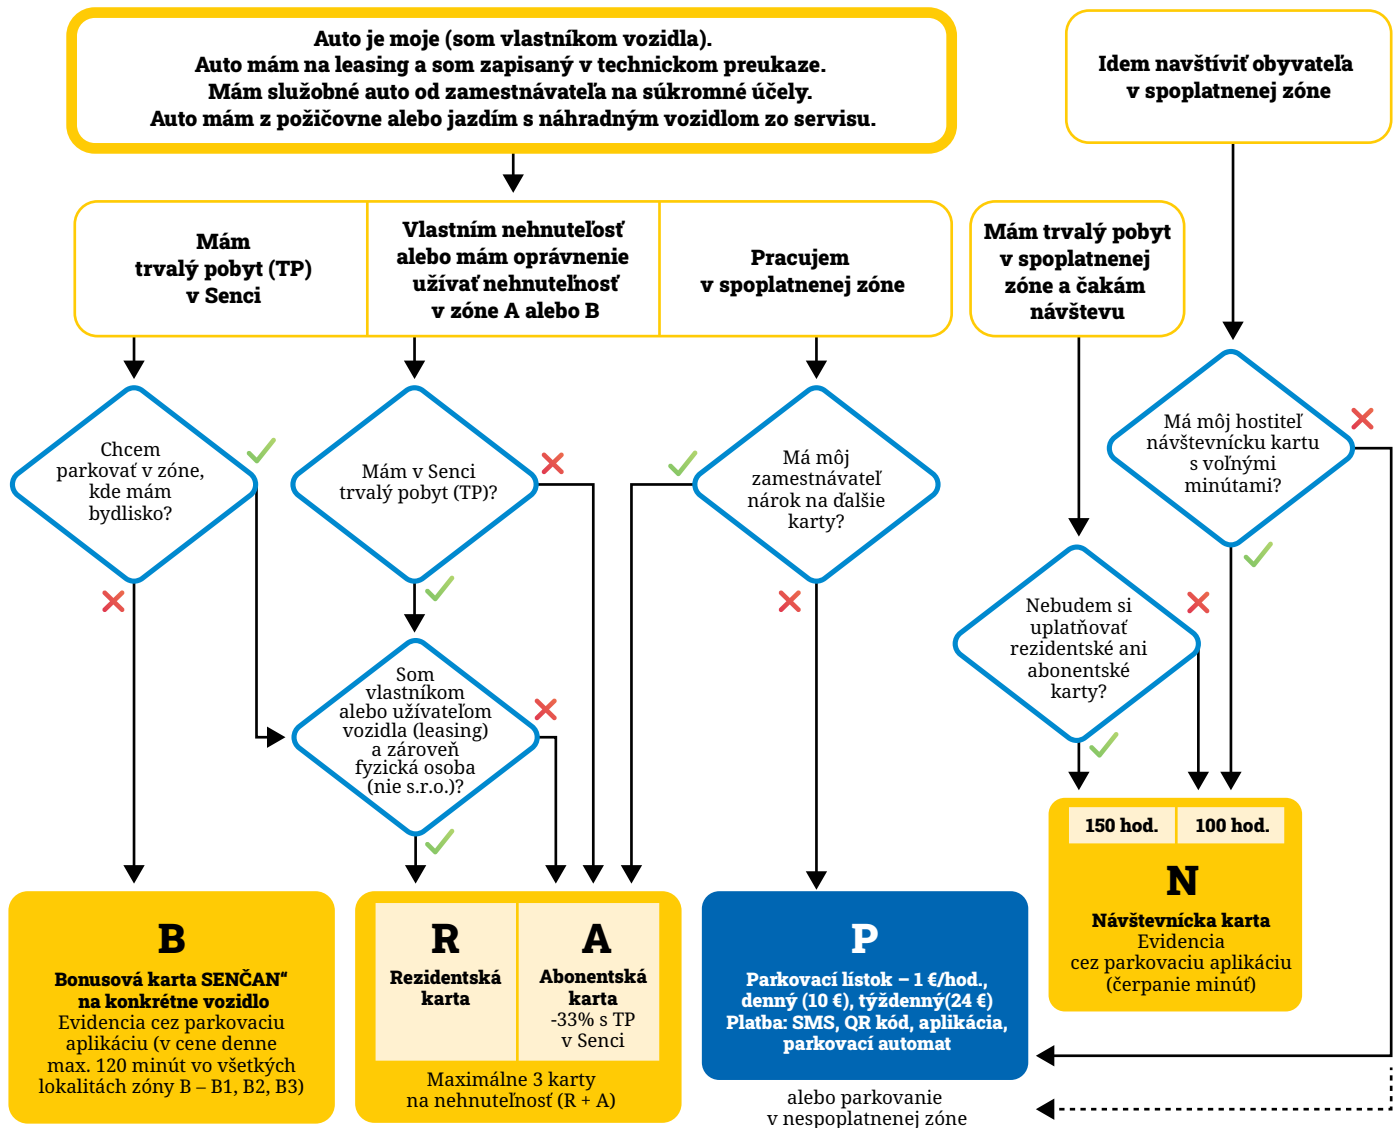 Auto je moje (som vlastníkom vozidla).
Auto mám na leasing a som zapisaný v technickom preukaze.
Mám služobné auto od zamestnávateľa na súkromné účely.
Auto mám z požičovne alebo jazdím s náhradným vozidlom zo servisu.
Idem navštíviť obyvateľa
v spoplatnenej zóne
Mám
trvalý pobyt (TP)
v Senci
Vlastním nehnuteľosť
alebo mám oprávnenie
užívať nehnuteľnosť
v zóne A alebo B
Pracujem
v spoplatnenej zóne
Mám trvalý pobyt
v spoplatnenej
zóne a čakám
návštevu
Chcem
parkovať v zóne,
kde mám
bydlisko?
Mám v Senci
trvalý pobyt (TP)?
Má môj
zamestnávateľ
nárok na ďalšie
karty?
Má môj hostiteľ
návštevnícku kartu
s voľnými
minútami?
Nebudem si
uplatňovať
rezidentské ani
abonentské
karty?
Som
vlastníkom
alebo užívateľom
vozidla (leasing)
a zároveň
fyzická osoba
(nie s.r.o.)?
150 hod.
100 hod.
N
Návštevnícka karta
Evidencia
cez parkovaciu aplikáciu
(čerpanie minúť)
B
Bonusová karta SENČAN“
na konkrétne vozidlo
Evidencia cez parkovaciu
aplikáciu (v cene denne
max. 120 minút vo všetkých
lokalitách zóny B – B1, B2, B3)
R
Rezidentská
karta
A
Abonentská
karta
-33% s TP
v Senci
Maximálne 3 karty
na nehnuteľnosť (R + A)
P
Parkovací lístok – 1 €/hod.,
denný (10 €), týždenný(24 €)
Platba: SMS, QR kód, aplikácia,
parkovací automat
alebo parkovanie
v nespoplatnenej zóne